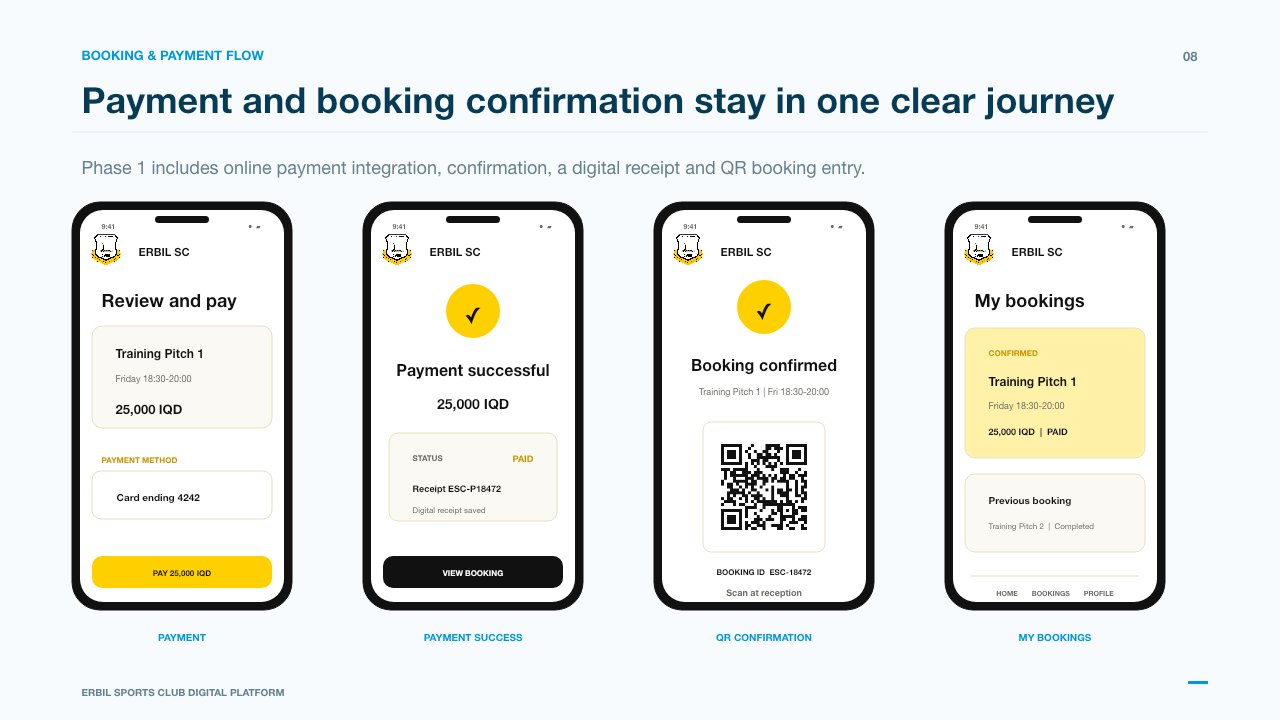 BOOKING & PAYMENT FLOW
08
Payment and booking confirmation stay in one clear journey
Phase 1 includes online payment integration, confirmation, a digital receipt and QR booking entry.
9:41
ERBIL SC
Review and pay
Training Pitch 1
Friday 18:30-20:00
25,000 IQD
PAYMENT METHOD
Card ending 4242
PAY 25,000 IQD
PAYMENT
9:41
ERBIL SC
✓
Payment successful
25,000 IQD
STATUS PAID
Receipt ESC-P18472
Digital receipt saved
VIEW BOOKING
PAYMENT SUCCESS
9:41
ERBIL SC
✓
Booking confirmed
Training Pitch 1 | Fri 18:30-20:00
BOOKING ID ESC-18472
Scan at reception
QR CONFIRMATION
9:41
ERBIL SC
My bookings
CONFIRMED
Training Pitch 1
Friday 18:30-20:00
25,000 IQD | PAID
Previous booking
Training Pitch 2 | Completed
HOME BOOKINGS PROFILE
MY BOOKINGS
ERBIL SPORTS CLUB DIGITAL PLATFORM